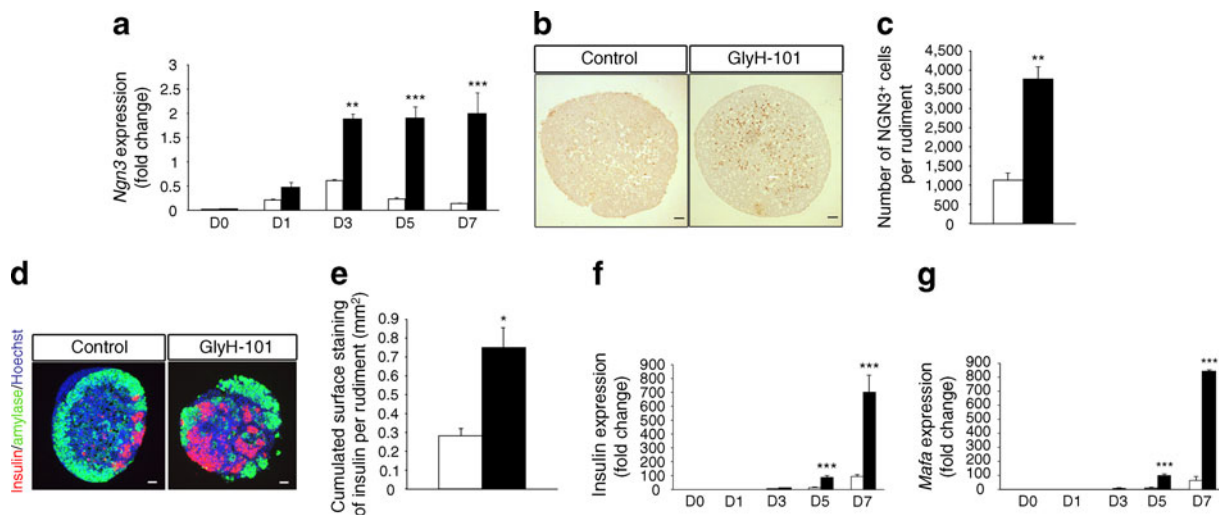 a
Ngn3 expression
(fold change)
3
2.5
2
1.5
1
0.5
0
**
***
***
D0 D1 D3 D5 D7
b
Control GlyH-101
c
Number of NGN3+ cells
per rudiment
4,500
4,000
3,500
3,000
2,500
2,000
1,500
1,000
500
0
**
d
Insulin/amylase/Hoechst
Control GlyH-101
e
Cumulated surface staining
of insulin per rudiment (mm²)
0.9
0.8
0.7
0.6
0.5
0.4
0.3
0.2
0.1
0
*
f
Insulin expression
(fold change)
900
800
700
600
500
400
300
200
100
0
***
***
D0 D1 D3 D5 D7
g
Mafa expression
(fold change)
900
800
700
600
500
400
300
200
100
0
***
***
D0 D1 D3 D5 D7